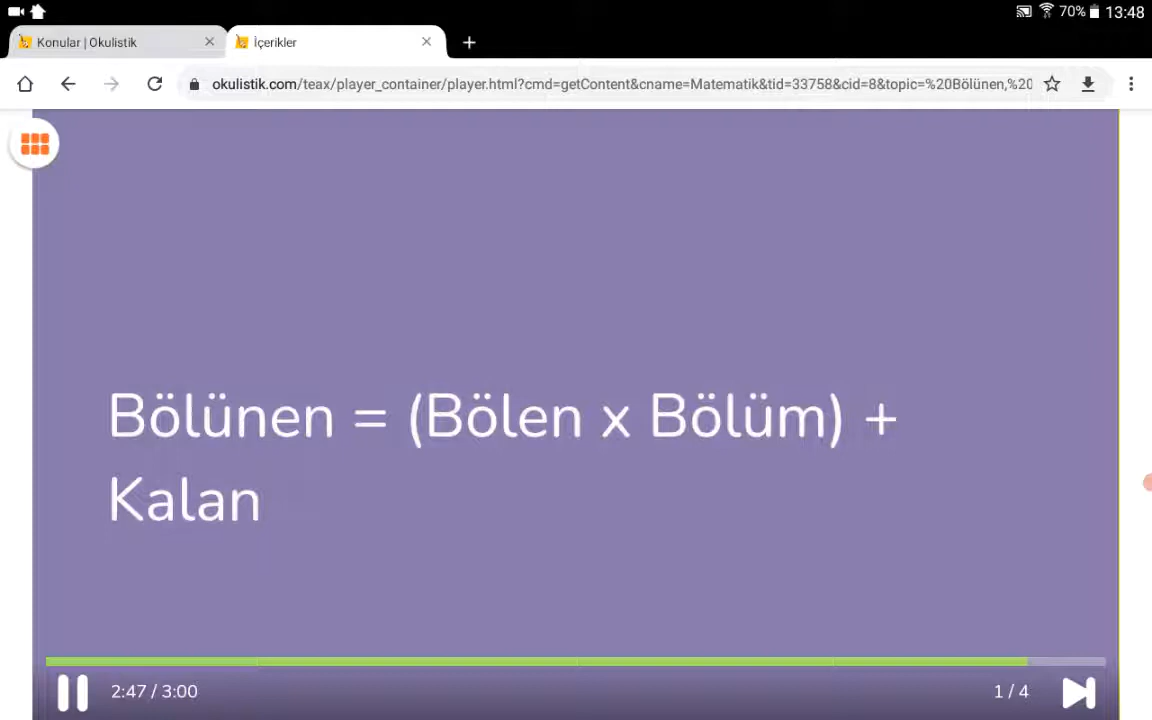 70% 13:48
Konular | Okulistik
İçerikler
okulistik.com/teax/player_container/player.html?cmd=getContent&cname=Matematik&tid=33758&cid=8&topic=%20Bölünen,%20
Bölünen = (Bölen x Bölüm) +
Kalan
2:47 / 3:00
1 / 4